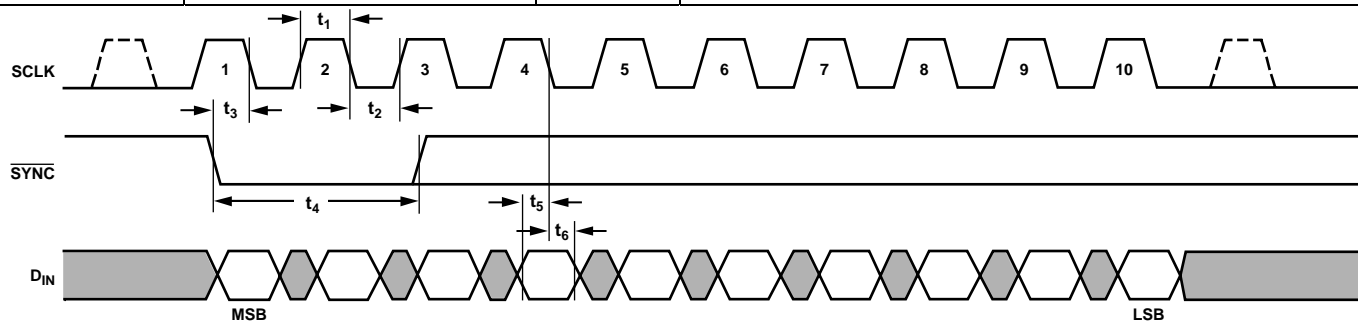 t1
SCLK 1 2 3 4 5 6 7 8 9 10
t3 t2
SYNC
t4 t5
t6
DIN
MSB LSB